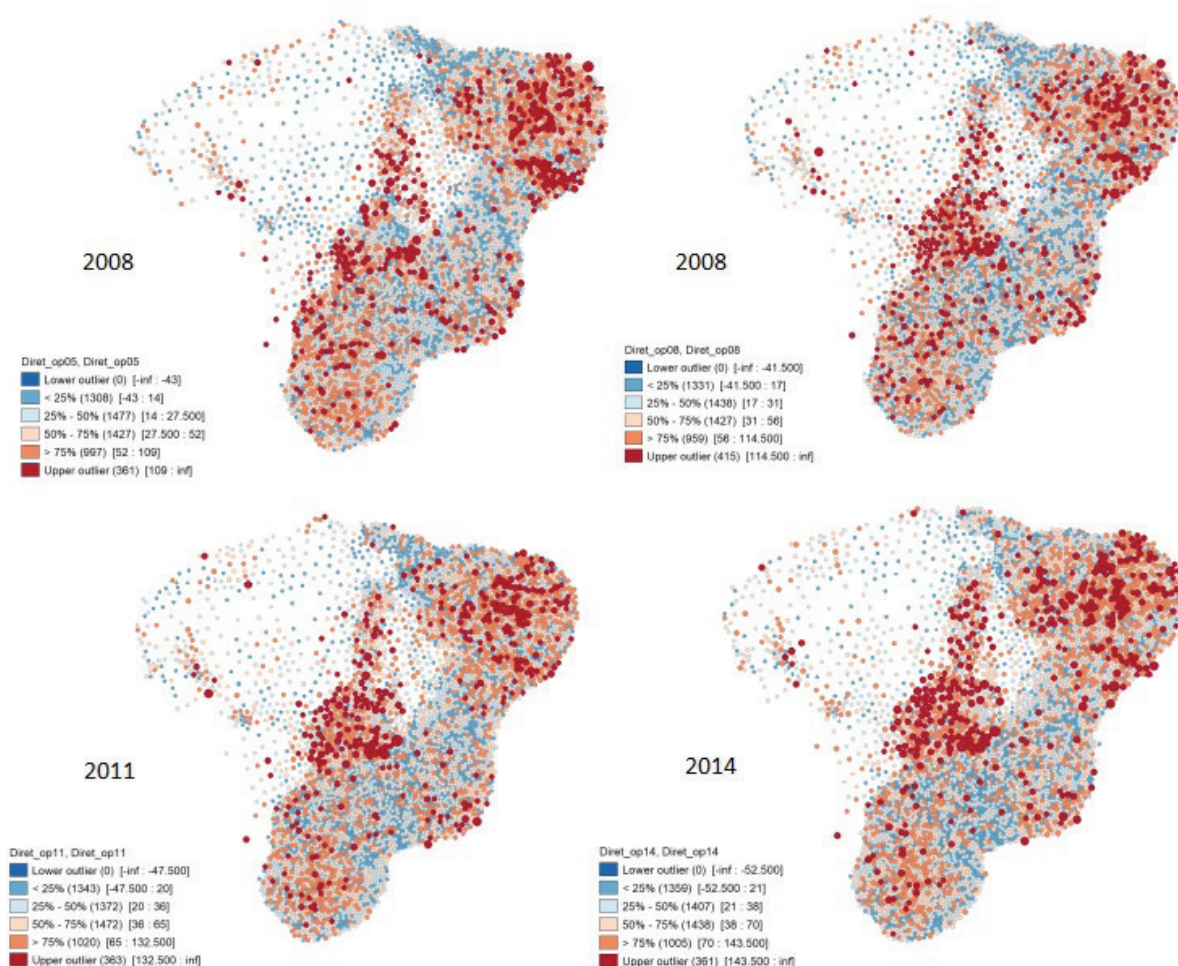 2008
Diret_op05, Diret_op05
Lower outlier (0) [-inf : -43]
< 25% (1308) [-43 : 14]
25% - 50% (1477) [14 : 27.500]
50% - 75% (1427) [27.500 : 52]
> 75% (997) [52 : 109]
Upper outlier (361) [109 : inf]
2008
Diret_op08, Diret_op08
Lower outlier (0) [-inf : -41.500]
< 25% (1331) [-41.500 : 17]
25% - 50% (1438) [17 : 31]
50% - 75% (1427) [31 : 56]
> 75% (959) [56 : 114.500]
Upper outlier (415) [114.500 : inf]
2011
Diret_op11, Diret_op11
Lower outlier (0) [-inf : -47.500]
< 25% (1343) [-47.500 : 20]
25% - 50% (1372) [20 : 36]
50% - 75% (1472) [36 : 65]
> 75% (1020) [65 : 132.500]
Upper outlier (363) [132.500 : inf]
2014
Diret_op14, Diret_op14
Lower outlier (0) [-inf : -52.500]
< 25% (1359) [-52.500 : 21]
25% - 50% (1407) [21 : 38]
50% - 75% (1438) [38 : 70]
> 75% (1005) [70 : 143.500]
Upper outlier (361) [143.500 : inf]